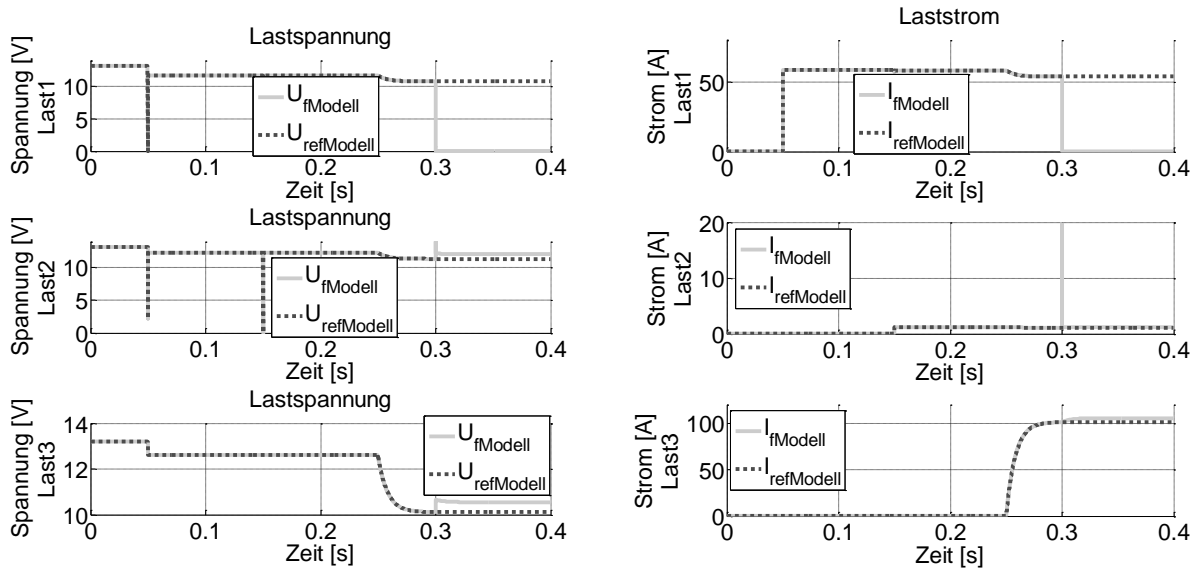 Lastspannung
Spannung [V]
Last1
10
5
0
U_fModell
U_refModell
0 0.1 0.2 0.3 0.4
Zeit [s]
Lastspannung
Spannung [V]
Last2
10
5
0
U_fModell
U_refModell
0 0.1 0.2 0.3 0.4
Zeit [s]
Lastspannung
Spannung [V]
Last3
14
12
10
U_fModell
U_refModell
0 0.1 0.2 0.3 0.4
Zeit [s]
Laststrom
Strom [A]
Last1
50
0
I_fModell
I_refModell
0 0.1 0.2 0.3 0.4
Zeit [s]
Strom [A]
Last2
20
10
0
I_fModell
I_refModell
0 0.1 0.2 0.3 0.4
Zeit [s]
Strom [A]
Last3
100
50
0
I_fModell
I_refModell
0 0.1 0.2 0.3 0.4
Zeit [s]